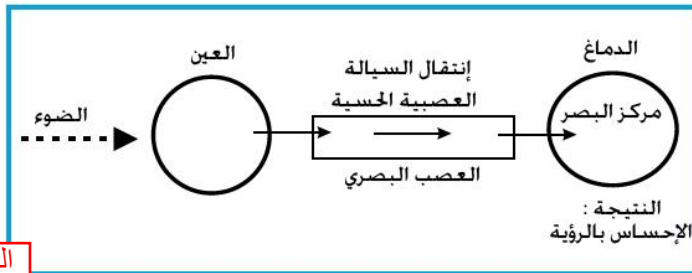 الدماغ
العين
إنتقال السيالة
العصبية الحسية
مركز البصر
الضوء
العصب البصري
النتيجة :
الإحساس بالرؤية